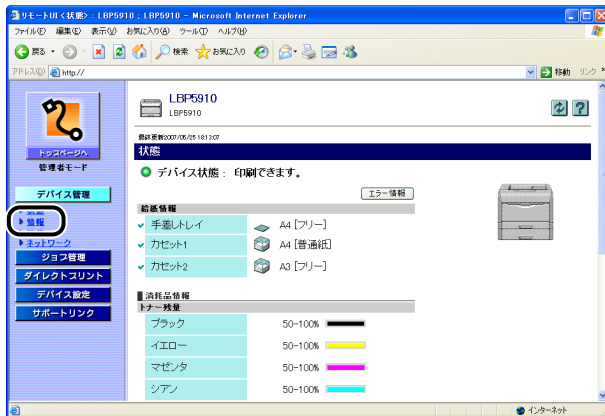 リモートUI <状態> : LBP5910 ; LBP5910 - Microsoft Internet Explorer
ファイル(F) 編集(E) 表示(V) お気に入り(A) ツール(T) ヘルプ(H)
戻る 検索 お気に入り
アドレス(D) http:// 移動 リンク »
LBP5910
LBP5910
最終更新2007/05/25 18:13:07
トップページへ
管理者モード
デバイス管理
情報
ネットワーク
ジョブ管理
ダイレクトプリント
デバイス設定
サポートリンク
状態
デバイス状態 : 印刷できます。
エラー情報
給紙情報
手差しトレイ A4 [フリー]
カセット1 A4 [普通紙]
カセット2 A3 [フリー]
消耗品情報
トナー残量
ブラック 50-100%
イエロー 50-100%
マゼンタ 50-100%
シアン 50-100%
インターネット